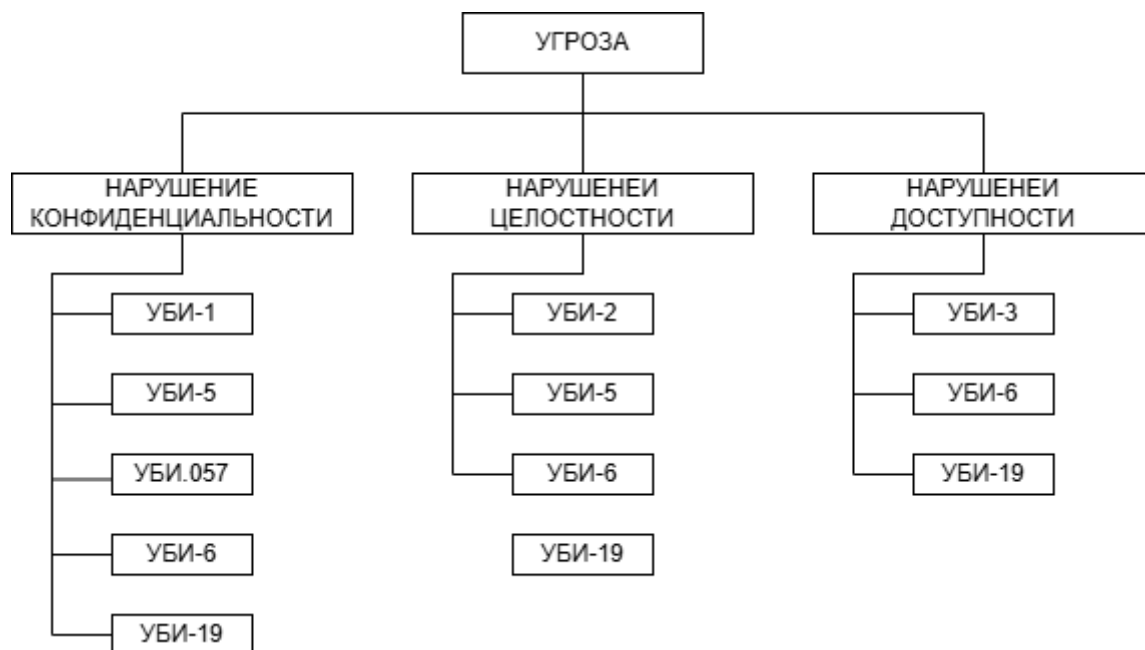 УГРОЗА
НАРУШЕНИЕ
КОНФИДЕНЦИАЛЬНОСТИ
НАРУШЕНЕИ
ЦЕЛОСТНОСТИ
НАРУШЕНЕИ
ДОСТУПНОСТИ
УБИ-1
УБИ-5
УБИ.057
УБИ-6
УБИ-19
УБИ-2
УБИ-5
УБИ-6
УБИ-19
УБИ-3
УБИ-6
УБИ-19